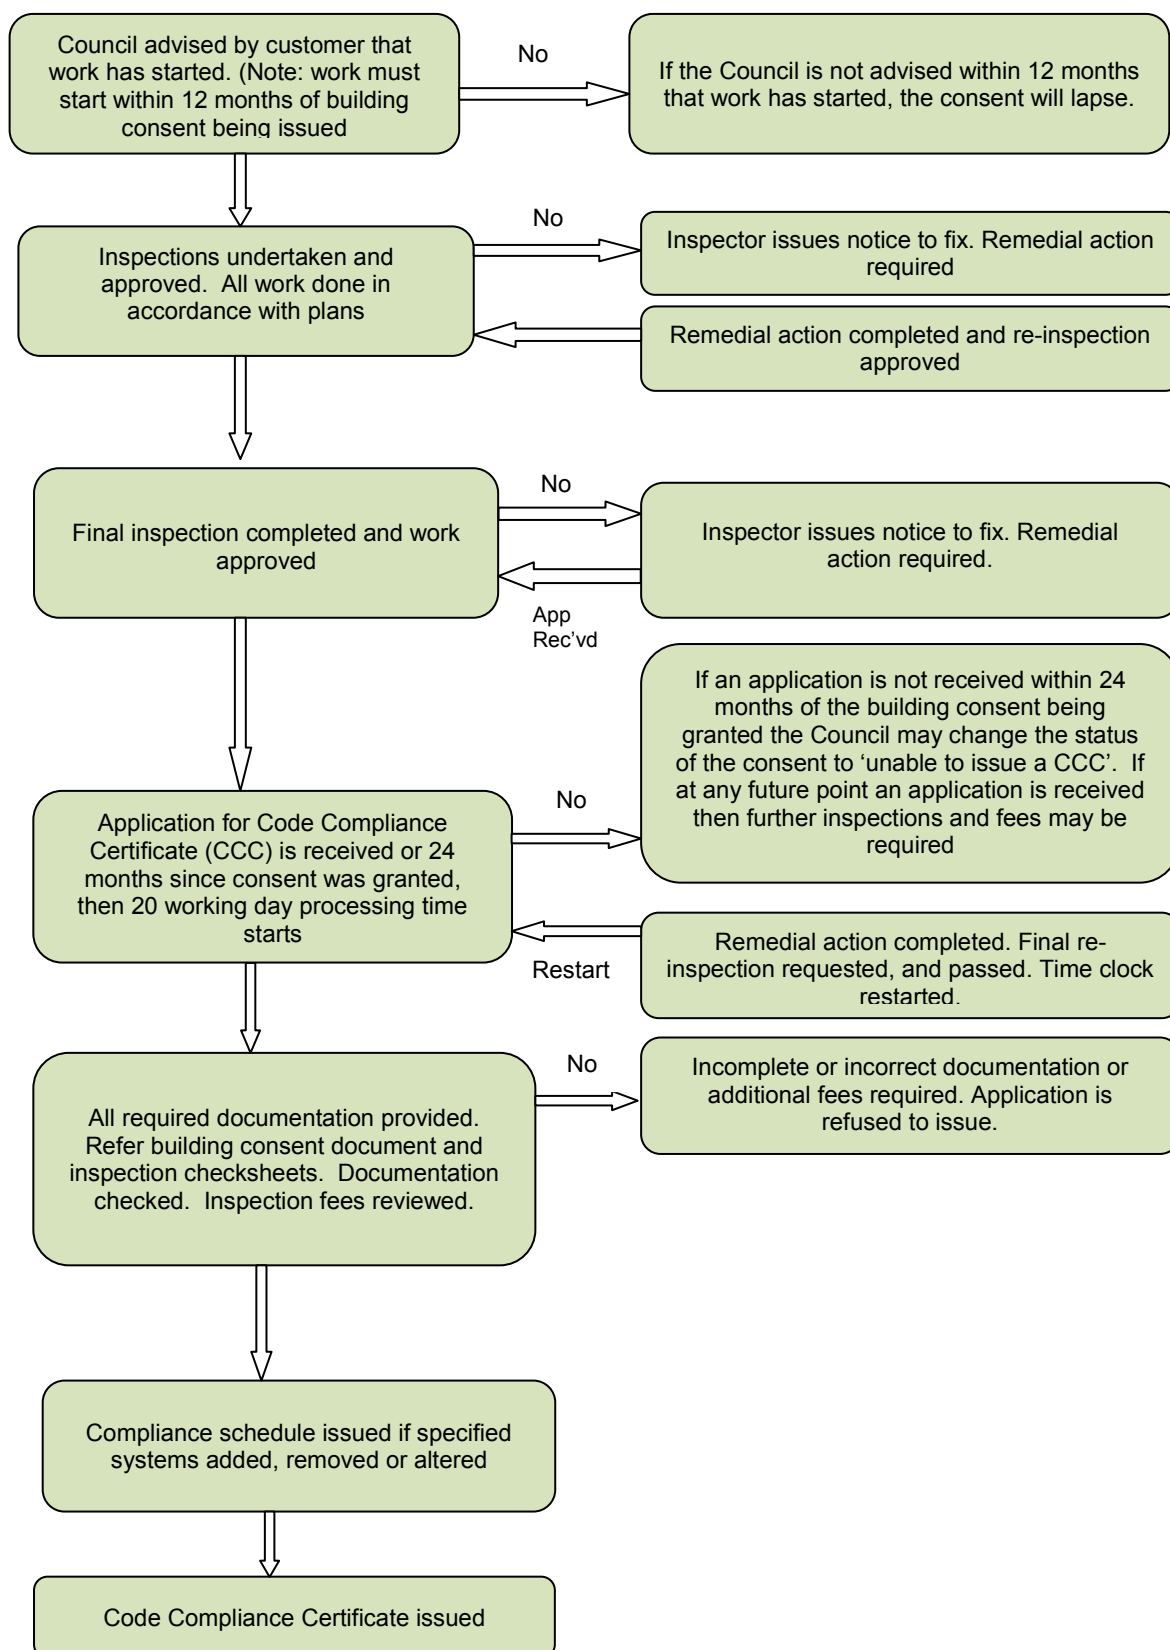 Council advised by customer that
work has started. (Note: work must
start within 12 months of building
consent being issued
No
If the Council is not advised within 12 months
that work has started, the consent will lapse.
Inspections undertaken and
approved.  All work done in
accordance with plans
No
Inspector issues notice to fix. Remedial action
required
Remedial action completed and re-inspection
approved
Final inspection completed and work
approved
No
Inspector issues notice to fix. Remedial
action required.
App
Rec'vd
If an application is not received within 24
months of the building consent being
granted the Council may change the status
of the consent to ‘unable to issue a CCC’.  If
at any future point an application is received
then further inspections and fees may be
required
Application for Code Compliance
Certificate (CCC) is received or 24
months since consent was granted,
then 20 working day processing time
starts
No
Restart
Remedial action completed. Final re-
inspection requested, and passed. Time clock
restarted.
All required documentation provided.
Refer building consent document and
inspection checksheets.  Documentation
checked.  Inspection fees reviewed.
No
Incomplete or incorrect documentation or
additional fees required. Application is
refused to issue.
Compliance schedule issued if specified
systems added, removed or altered
Code Compliance Certificate issued